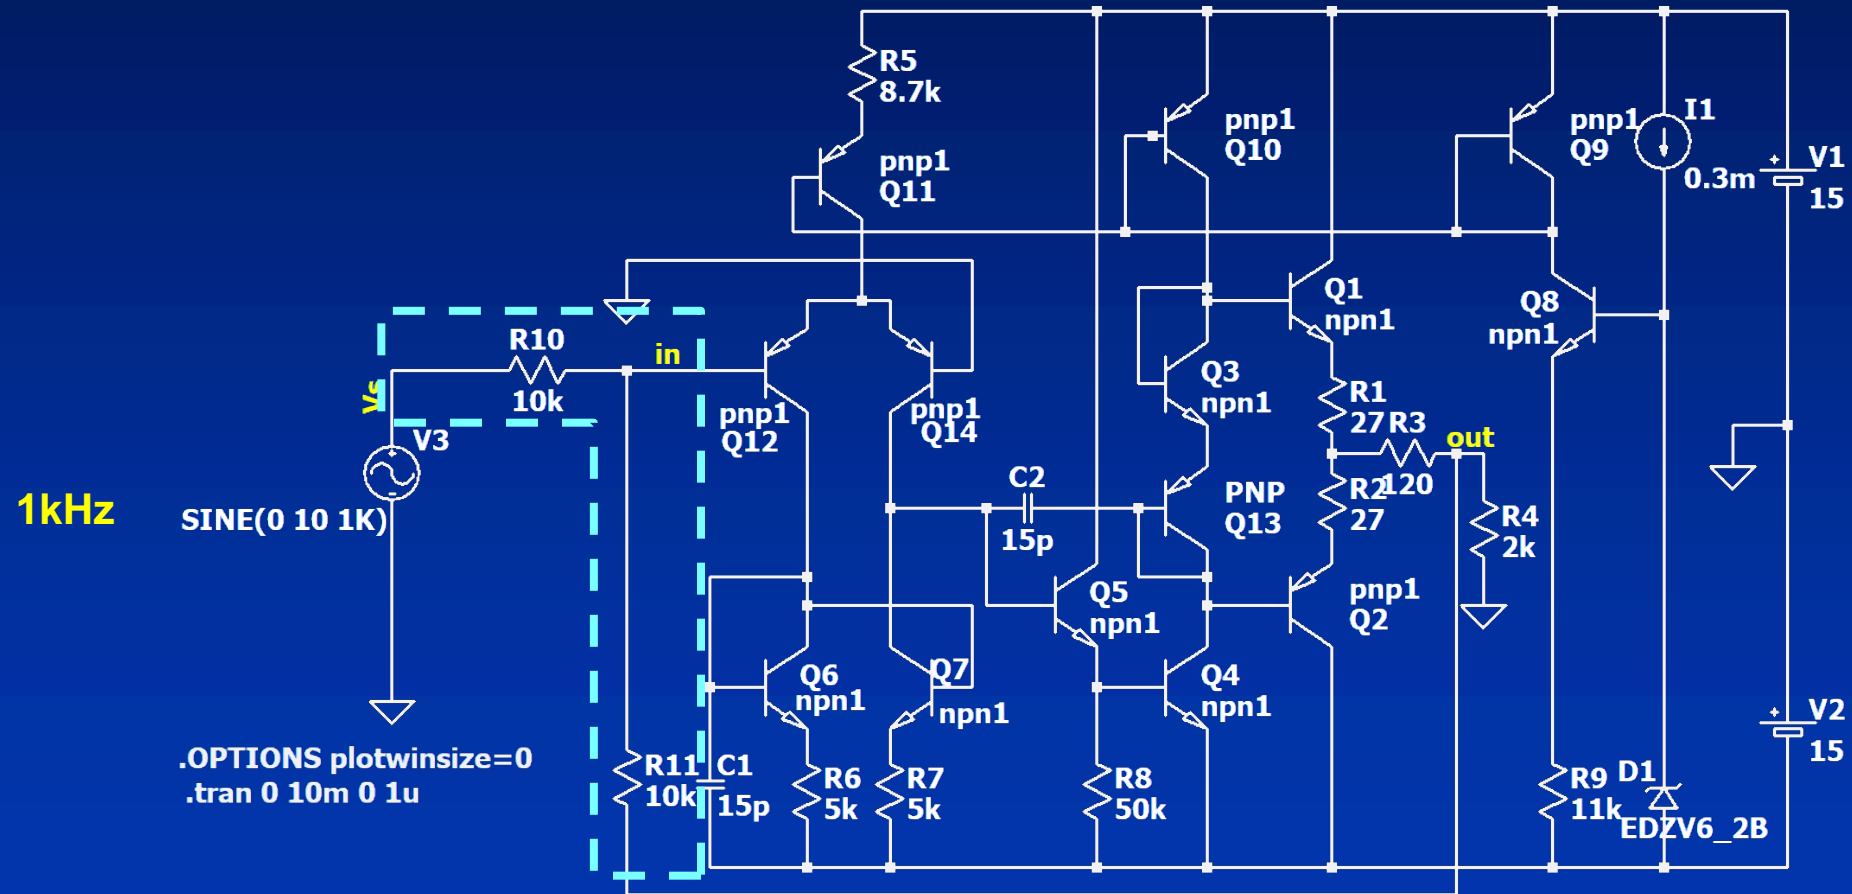 R5
8.7k
pnp1
Q11
pnp1
Q10
pnp1
Q9
I1
0.3m
V1
15
R10
10k
in
Vs
V3
SINE(0 10 1K)
1kHz
pnp1
Q12
pnp1
Q14
Q3
npn1
Q1
npn1
Q8
npn1
R1
27
R3
120
out
R2
27
R4
2k
C2
15p
PNP
Q13
Q5
npn1
pnp1
Q2
Q6
npn1
Q7
npn1
Q4
npn1
V2
15
.OPTIONS plotwinsize=0
.tran 0 10m 0 1u
R11
10k
C1
15p
R6
5k
R7
5k
R8
50k
R9
11k
D1
EDZV6_2B